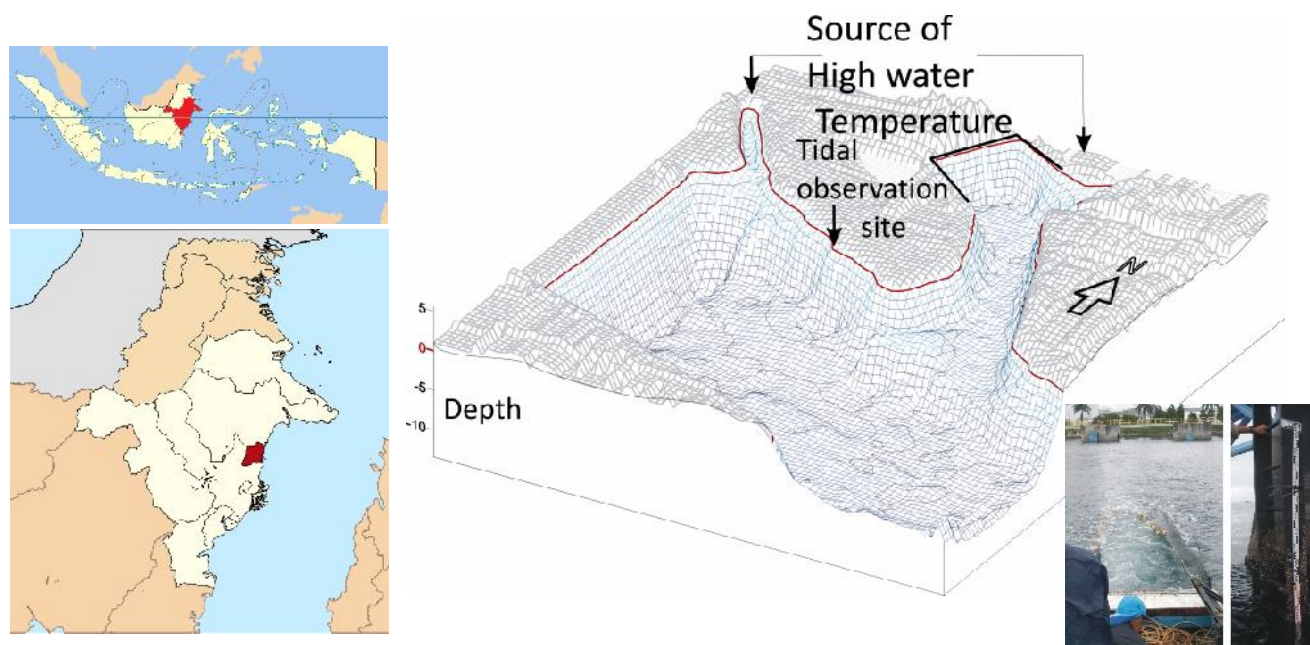 Source of
High water
Temperature
Tidal
observation
site
N
5
0
-5
-10
Depth